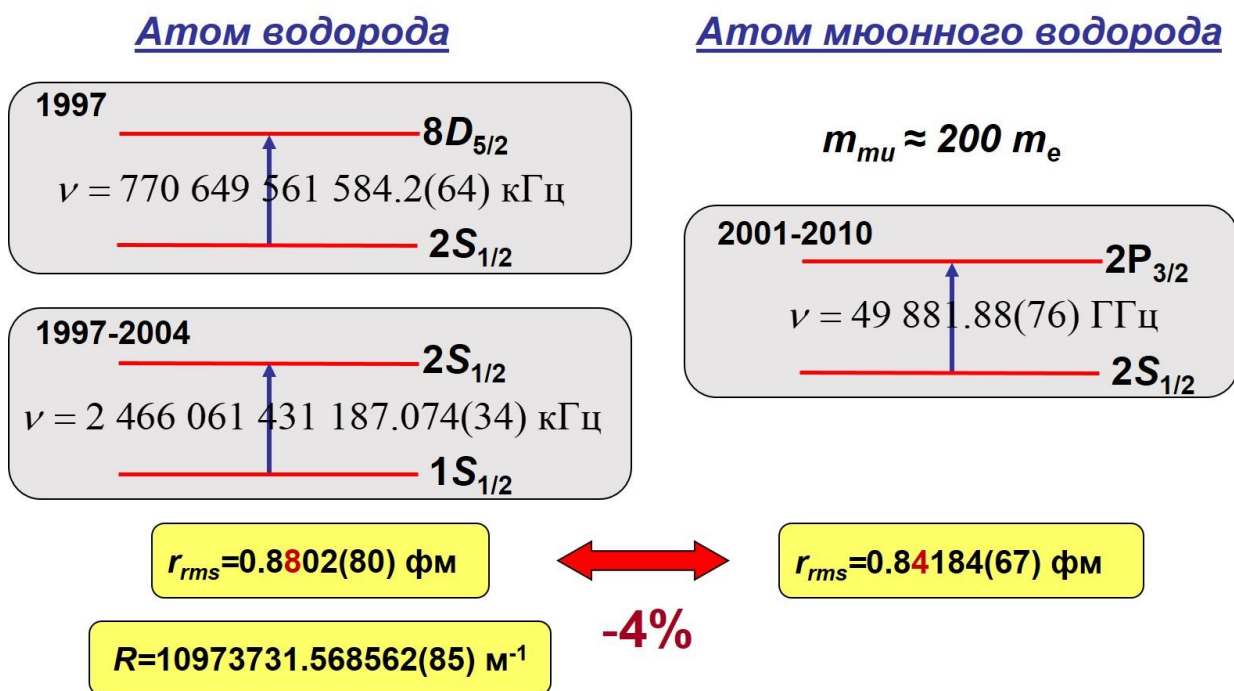 Атом водорода
1997
8D5/2
ν = 770 649 561 584.2(64) кГц
2S1/2
1997-2004
2S1/2
ν = 2 466 061 431 187.074(34) кГц
1S1/2
rrms=0.8802(80) фм
R=10973731.568562(85) м-1
-4%
Атом мюонного водорода
mmu ≈ 200 me
2001-2010
2P3/2
ν = 49 881.88(76) ГГц
2S1/2
rrms=0.84184(67) фм